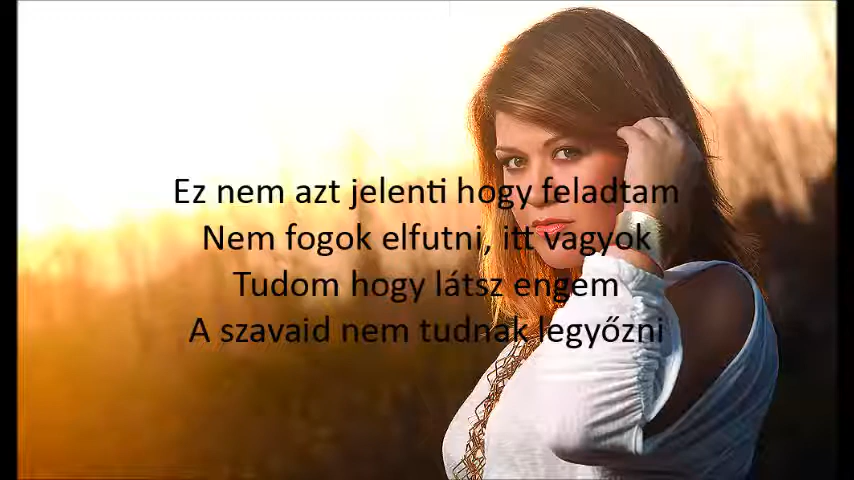 Ez nem azt jelenti hogy feladtam
Nem fogok elfutni, itt vagyok
Tudom hogy látsz engem
A szavaid nem tudnak legyőzni